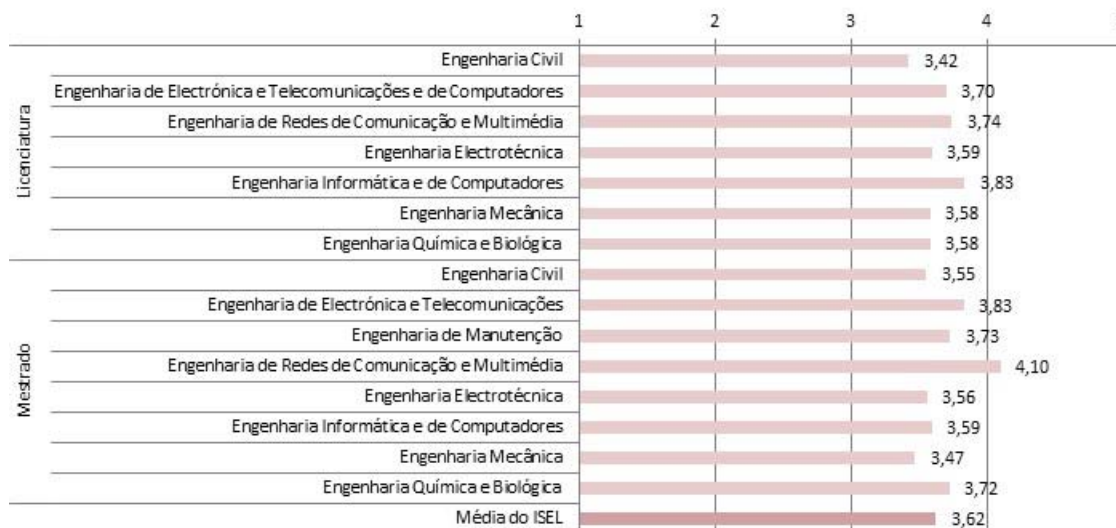 1 2 3 4
Licenciatura
Engenharia Civil 3,42
Engenharia de Electrónica e Telecomunicações e de Computadores 3,70
Engenharia de Redes de Comunicação e Multimédia 3,74
Engenharia Electrotécnica 3,59
Engenharia Informática e de Computadores 3,83
Engenharia Mecânica 3,58
Engenharia Química e Biológica 3,58
Mestrado
Engenharia Civil 3,55
Engenharia de Electrónica e Telecomunicações 3,83
Engenharia de Manutenção 3,73
Engenharia de Redes de Comunicação e Multimédia 4,10
Engenharia Electrotécnica 3,56
Engenharia Informática e de Computadores 3,59
Engenharia Mecânica 3,47
Engenharia Química e Biológica 3,72
Média do ISEL 3,62